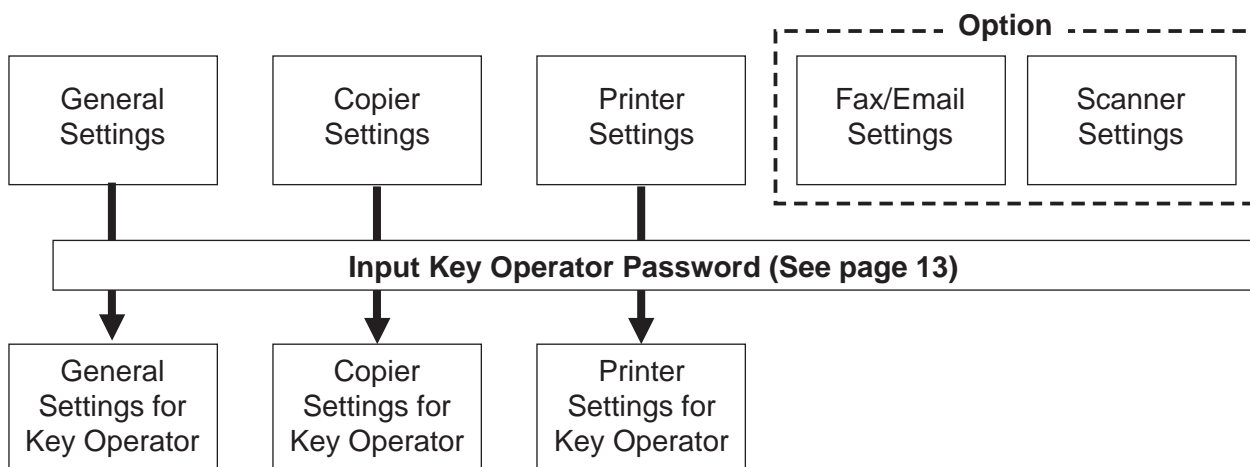 Option
General
Settings
Copier
Settings
Printer
Settings
Fax/Email
Settings
Scanner
Settings
Input Key Operator Password (See page 13)
General
Settings for
Key Operator
Copier
Settings for
Key Operator
Printer
Settings for
Key Operator